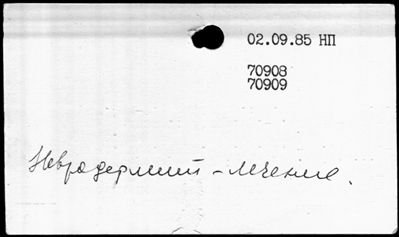 02.09.85 НП
70908
70909
Невродермит - лечение.